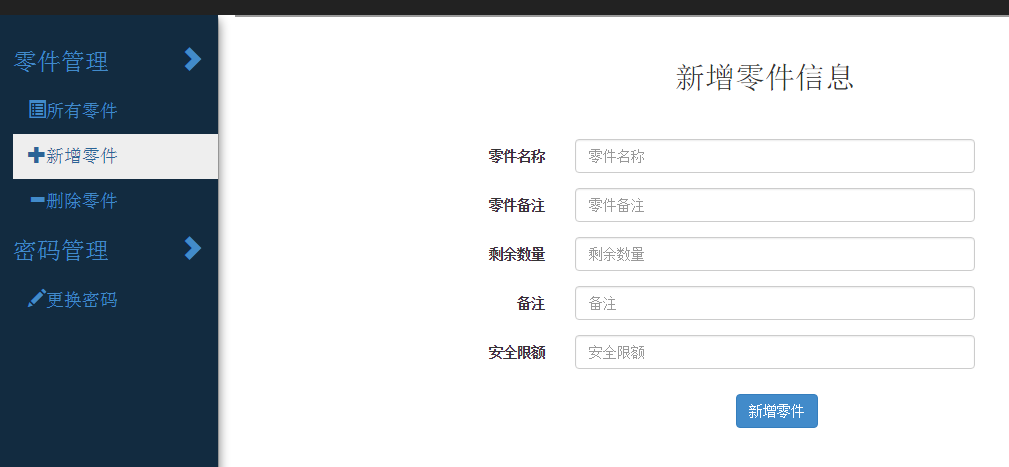 零件管理
所有零件
新增零件
删除零件
密码管理
更换密码
新增零件信息
零件名称 零件名称
零件备注 零件备注
剩余数量 剩余数量
备注 备注
安全限额 安全限额
新增零件